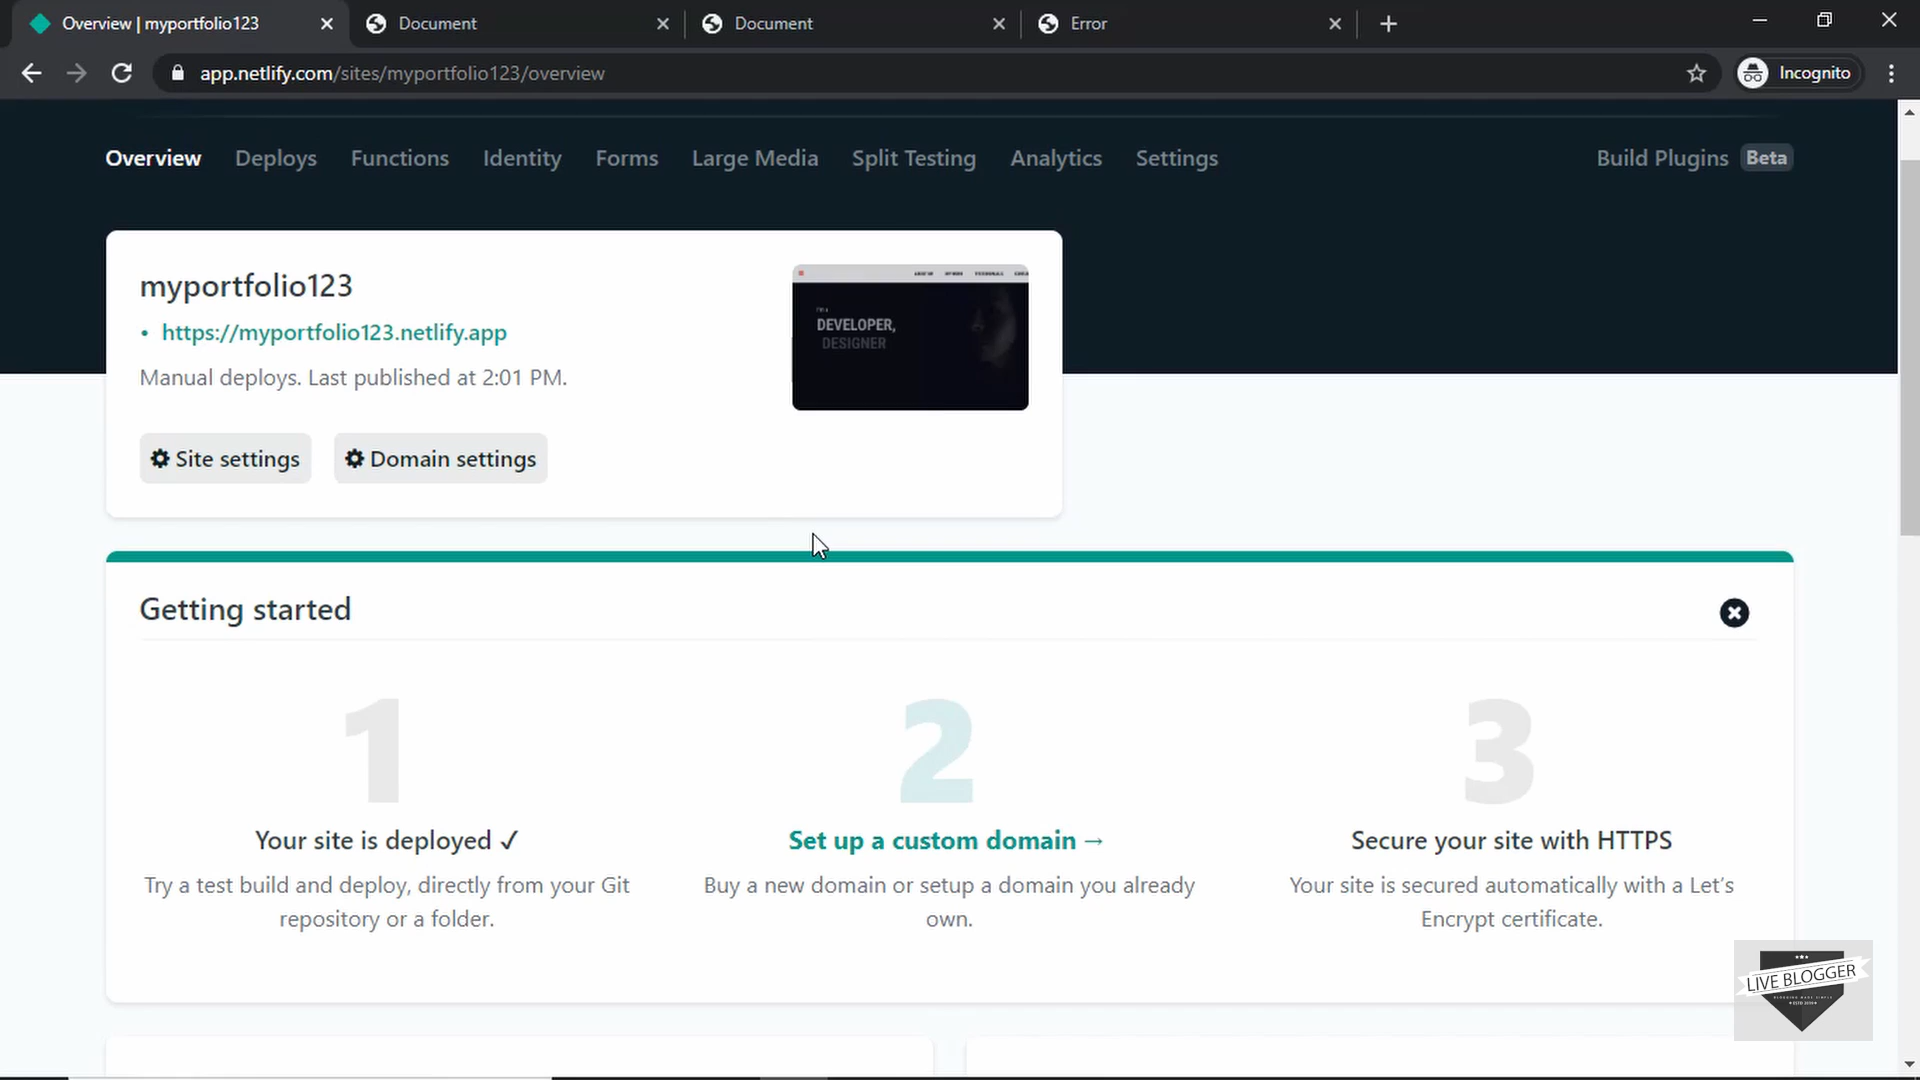 Overview | myportfolio123
Document
Document
Error
app.netlify.com/sites/myportfolio123/overview
Incognito
Overview
Deploys
Functions
Identity
Forms
Large Media
Split Testing
Analytics
Settings
Build Plugins
Beta
myportfolio123
• https://myportfolio123.netlify.app
Manual deploys. Last published at 2:01 PM.
Site settings
Domain settings
DEVELOPER,
DESIGNER
Getting started
1
Your site is deployed ✓
Try a test build and deploy, directly from your Git
repository or a folder.
2
Set up a custom domain →
Buy a new domain or setup a domain you already
own.
3
Secure your site with HTTPS
Your site is secured automatically with a Let's
Encrypt certificate.
LIVE BLOGGER